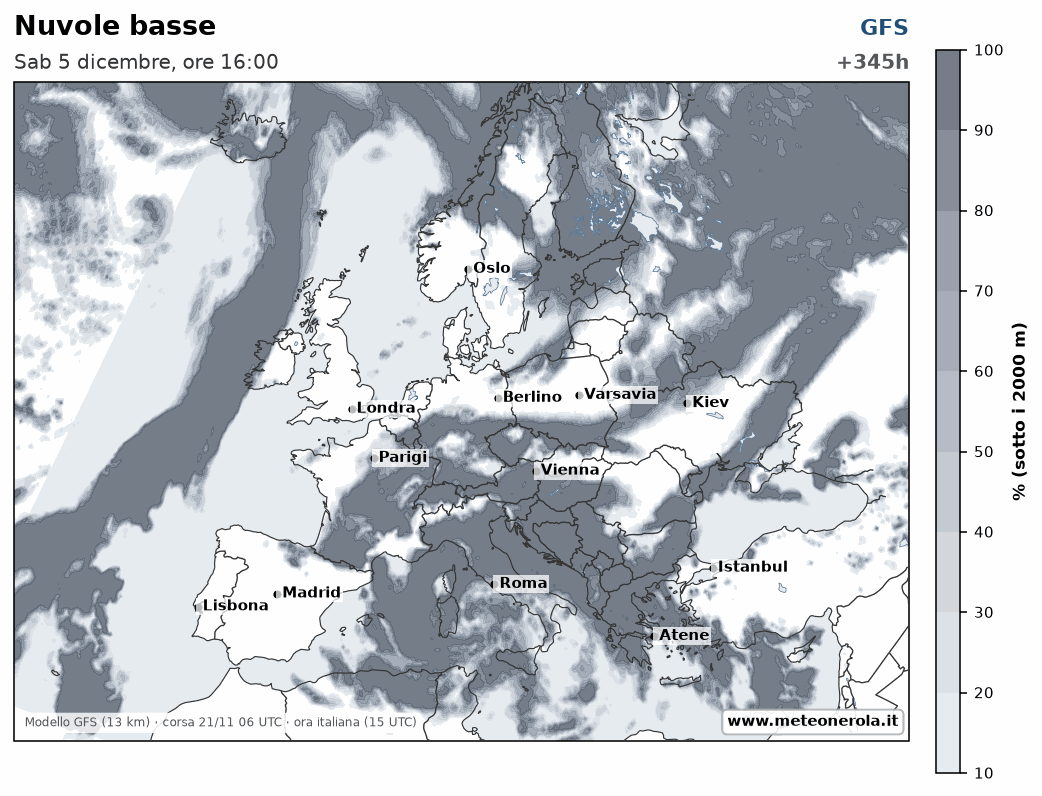 Nuvole basse
GFS
Sab 5 dicembre, ore 16:00
+345h
100
90
80
70
60
50
40
30
20
10
% (sotto i 2000 m)
Oslo
Londra
Berlino
Varsavia
Kiev
Parigi
Vienna
Istanbul
Roma
Madrid
Lisbona
Atene
Modello GFS (13 km) · corsa 21/11 06 UTC · ora italiana (15 UTC)
www.meteonerola.it